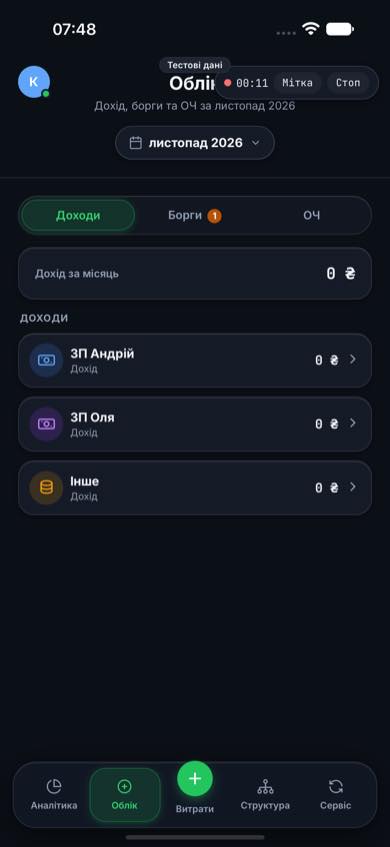 07:48
Тестові дані
К
00:11 Мітка Стоп
Дохід, борги та ОЧ за листопад 2026
листопад 2026
Доходи Борги 1 ОЧ
Дохід за місяць 0 ₴
ДОХОДИ
ЗП Андрій
Дохід
0 ₴
ЗП Оля
Дохід
0 ₴
Інше
Дохід
0 ₴
Аналітика Облік Витрати Структура Сервіс